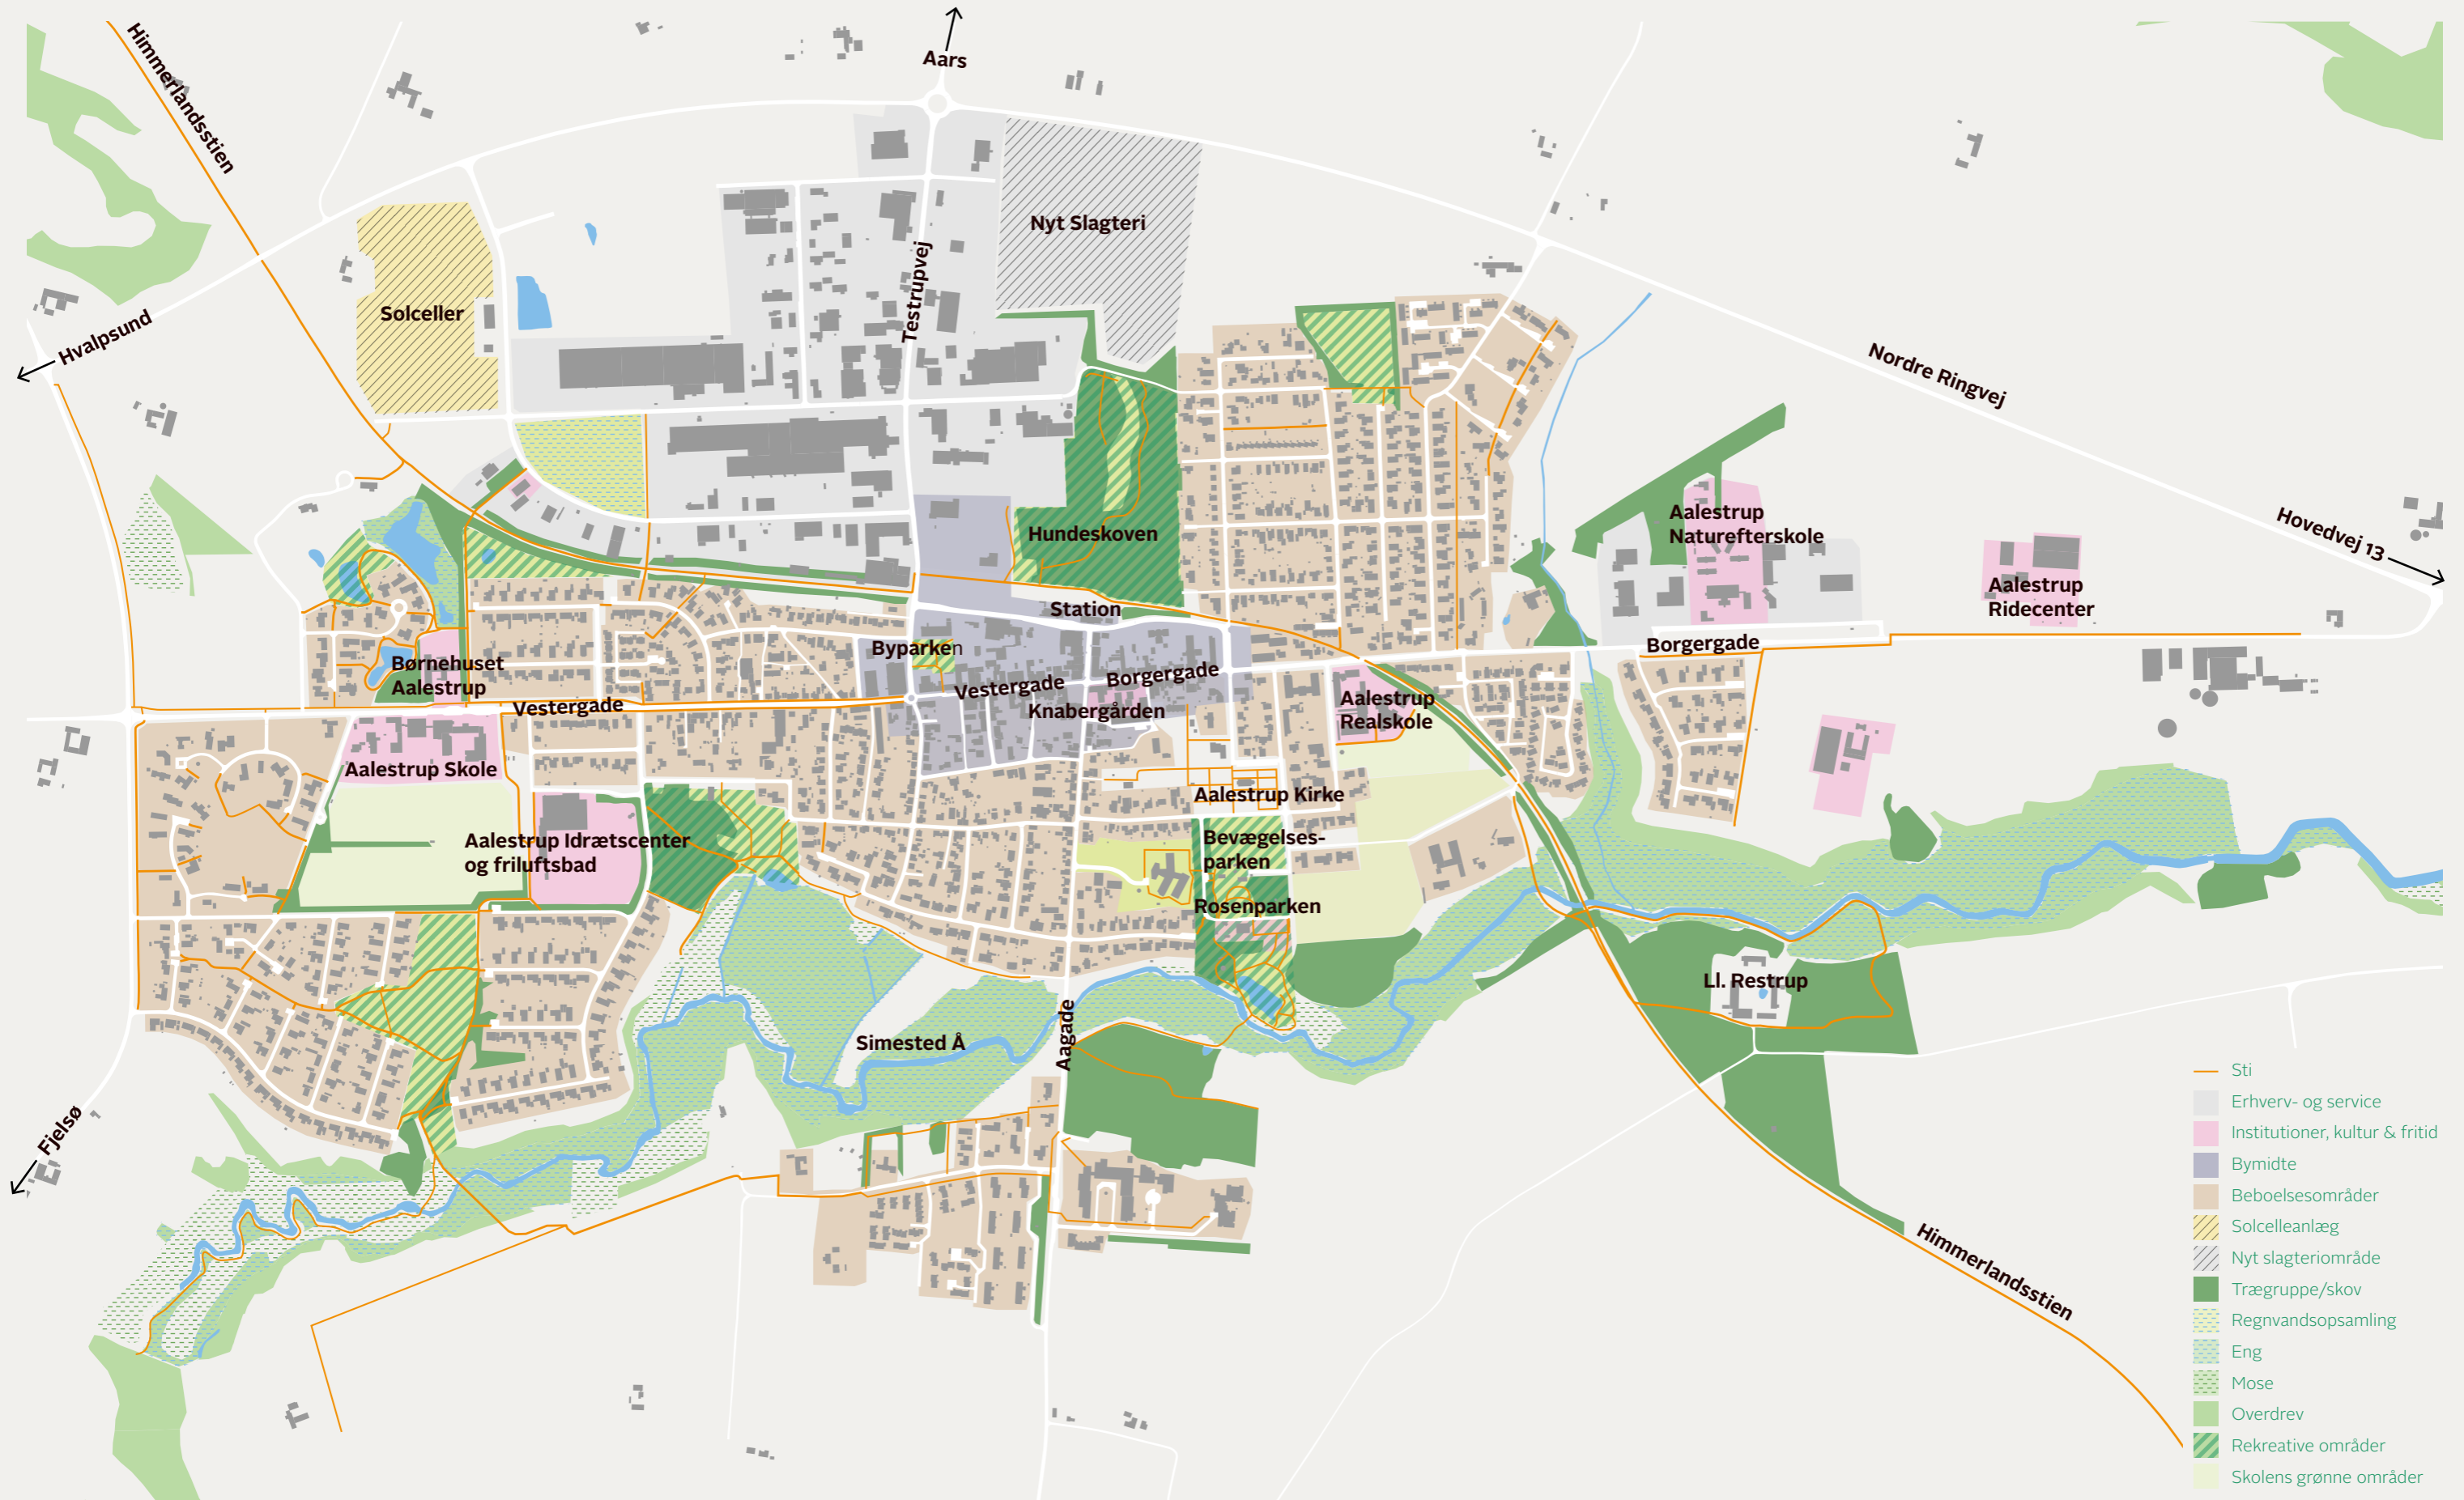 Aars
Himmerlandsstien
Nyt Slagteri
Testrupvej
Solceller
Hvalpsund
Nordre Ringvej
Hovedvej 13
Hundeskoven
Aalestrup
Naturefterskole
Aalestrup
Ridecenter
Station
Byparken
Borgergade
Børnehuset
Aalestrup
Vestergade
Borgergade
Vestergade
Knabergården
Aalestrup
Realskole
Aalestrup Skole
Aalestrup Kirke
Aalestrup Idrætscenter
og friluftsbad
Bevægelses-
parken
Rosenparken
Ll. Restrup
Simested Å
Aagade
Fjelsø
Himmerlandsstien
Sti
Erhverv- og service
Institutioner, kultur & fritid
Bymidte
Beboelsesområder
Solcelleanlæg
Nyt slagteriområde
Trægruppe/skov
Regnvandsopsamling
Eng
Mose
Overdrev
Rekreative områder
Skolens grønne områder